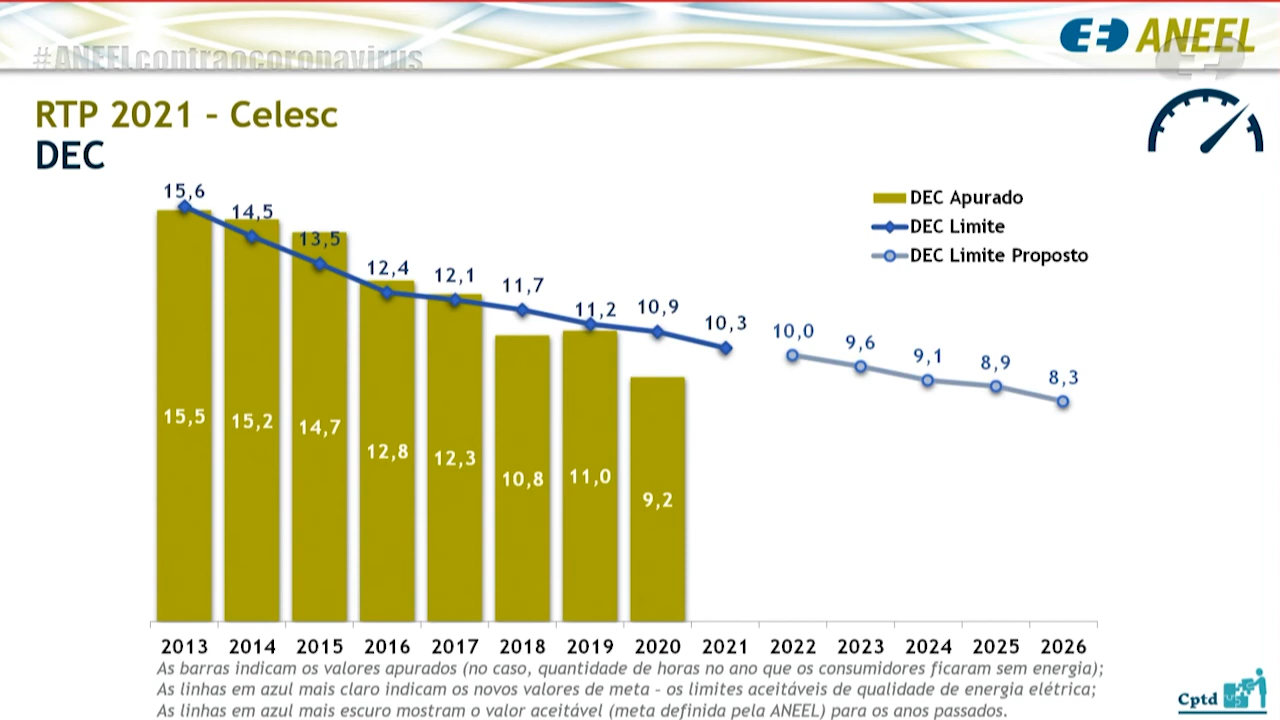 #ANEELcontraocoronavirus
ANEEL
RTP 2021 – Celesc
DEC
DEC Apurado
DEC Limite
DEC Limite Proposto
15,6
14,5
13,5
12,4
12,1
11,7
11,2
10,9
10,3
10,0
9,6
9,1
8,9
8,3
15,5
15,2
14,7
12,8
12,3
10,8
11,0
9,2
2013 2014 2015 2016 2017 2018 2019 2020 2021 2022 2023 2024 2025 2026
As barras indicam os valores apurados (no caso, quantidade de horas no ano que os consumidores ficaram sem energia);
As linhas em azul mais claro indicam os novos valores de meta - os limites aceitáveis de qualidade de energia elétrica;
As linhas em azul mais escuro mostram o valor aceitável (meta definida pela ANEEL) para os anos passados.
Cptd